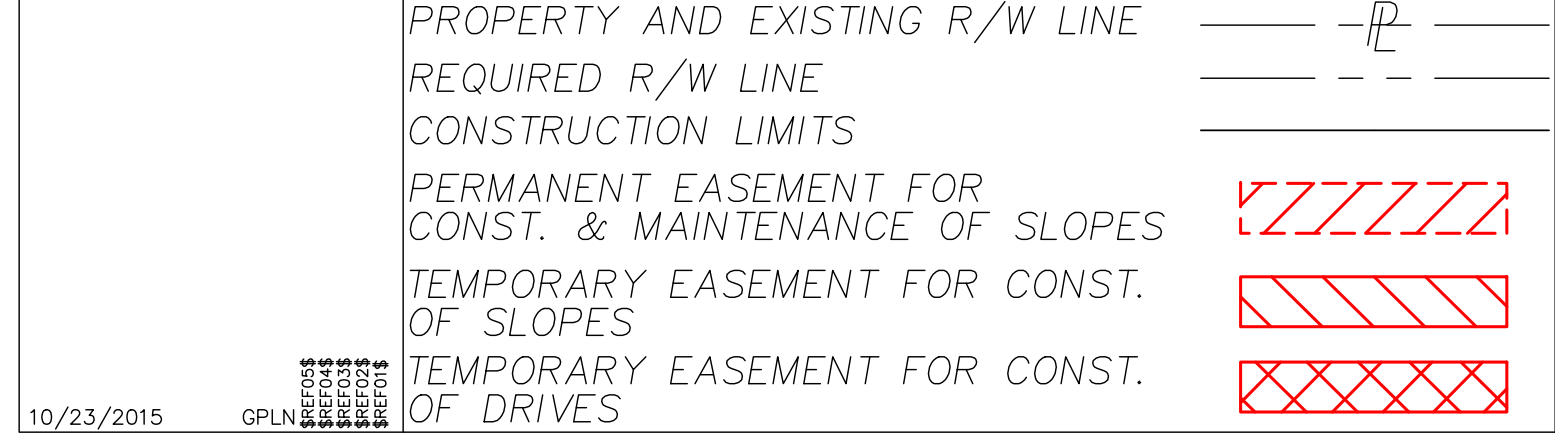 PROPERTY AND EXISTING R/W LINE
PL
REQUIRED R/W LINE
CONSTRUCTION LIMITS
PERMANENT EASEMENT FOR
CONST. & MAINTENANCE OF SLOPES
TEMPORARY EASEMENT FOR CONST.
OF SLOPES
TEMPORARY EASEMENT FOR CONST.
OF DRIVES
10/23/2015
GPLN
$REF05$
$REF04$
$REF03$
$REF02$
$REF01$